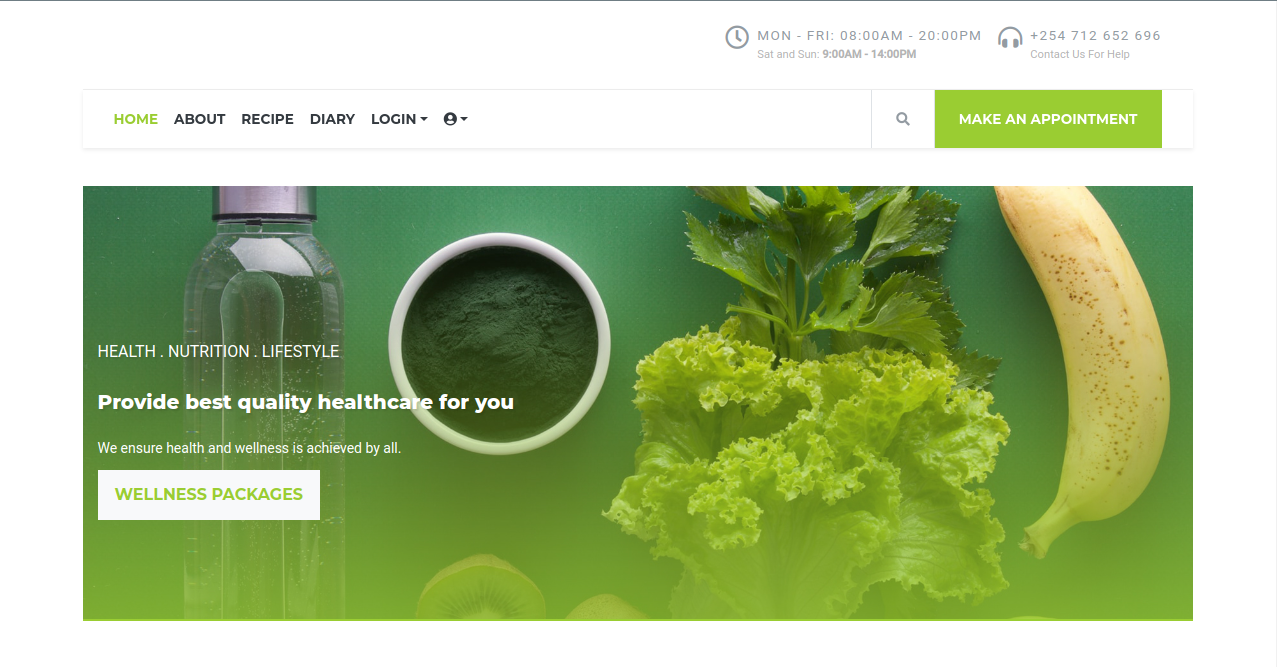 MON - FRI: 08:00AM - 20:00PM
Sat and Sun: 9:00AM - 14:00PM
+254 712 652 696
Contact Us For Help
HOME ABOUT RECIPE DIARY LOGIN
MAKE AN APPOINTMENT
HEALTH . NUTRITION . LIFESTYLE
Provide best quality healthcare for you
We ensure health and wellness is achieved by all.
WELLNESS PACKAGES